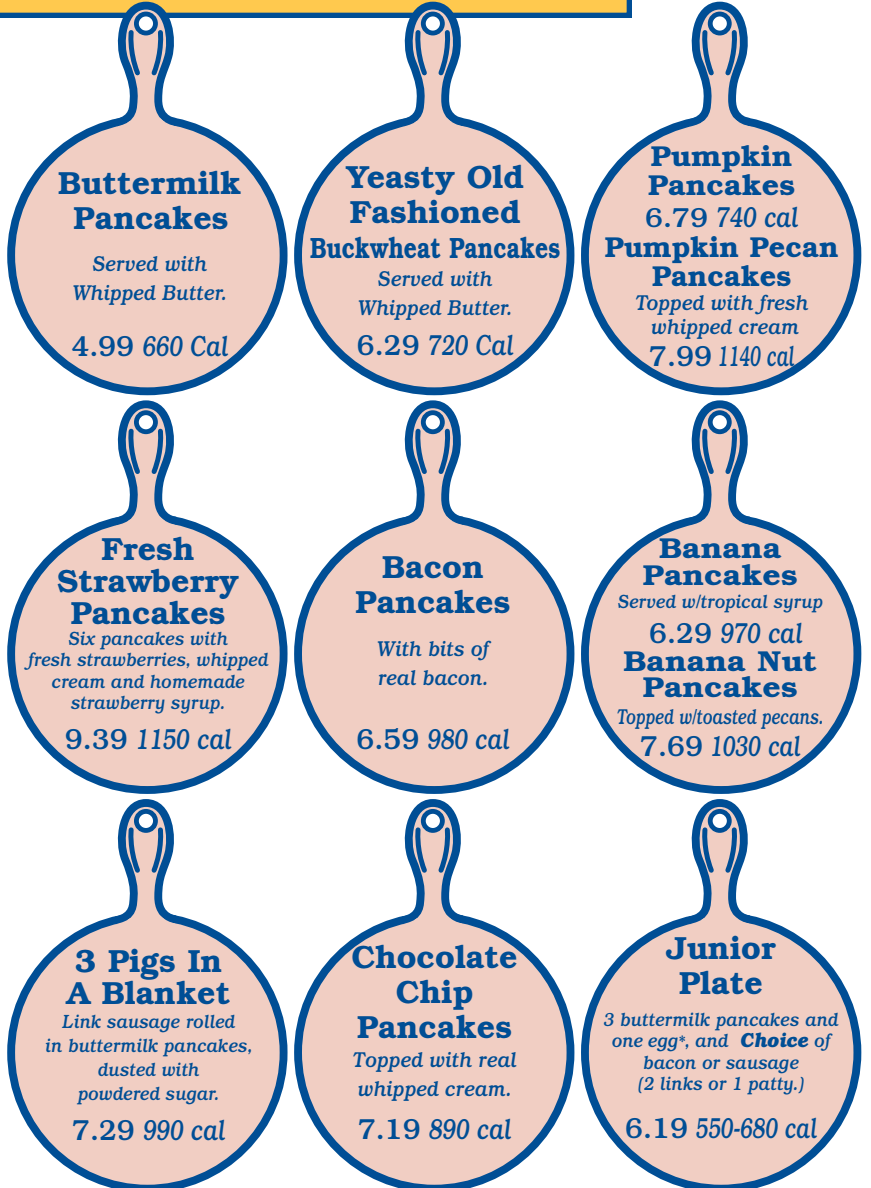 Buttermilk
Pancakes
Served with
Whipped Butter.
4.99 660 Cal
Yeasty Old
Fashioned
Buckwheat Pancakes
Served with
Whipped Butter.
6.29 720 Cal
Pumpkin
Pancakes
6.79 740 cal
Pumpkin Pecan
Pancakes
Topped with fresh
whipped cream
7.99 1140 cal
Fresh
Strawberry
Pancakes
Six pancakes with
fresh strawberries, whipped
cream and homemade
strawberry syrup.
9.39 1150 cal
Bacon
Pancakes
With bits of
real bacon.
6.59 980 cal
Banana
Pancakes
Served w/tropical syrup
6.29 970 cal
Banana Nut
Pancakes
Topped w/toasted pecans.
7.69 1030 cal
3 Pigs In
A Blanket
Link sausage rolled
in buttermilk pancakes,
dusted with
powdered sugar.
7.29 990 cal
Chocolate
Chip
Pancakes
Topped with real
whipped cream.
7.19 890 cal
Junior
Plate
3 buttermilk pancakes and
one egg*, and Choice of
bacon or sausage
(2 links or 1 patty.)
6.19 550-680 cal